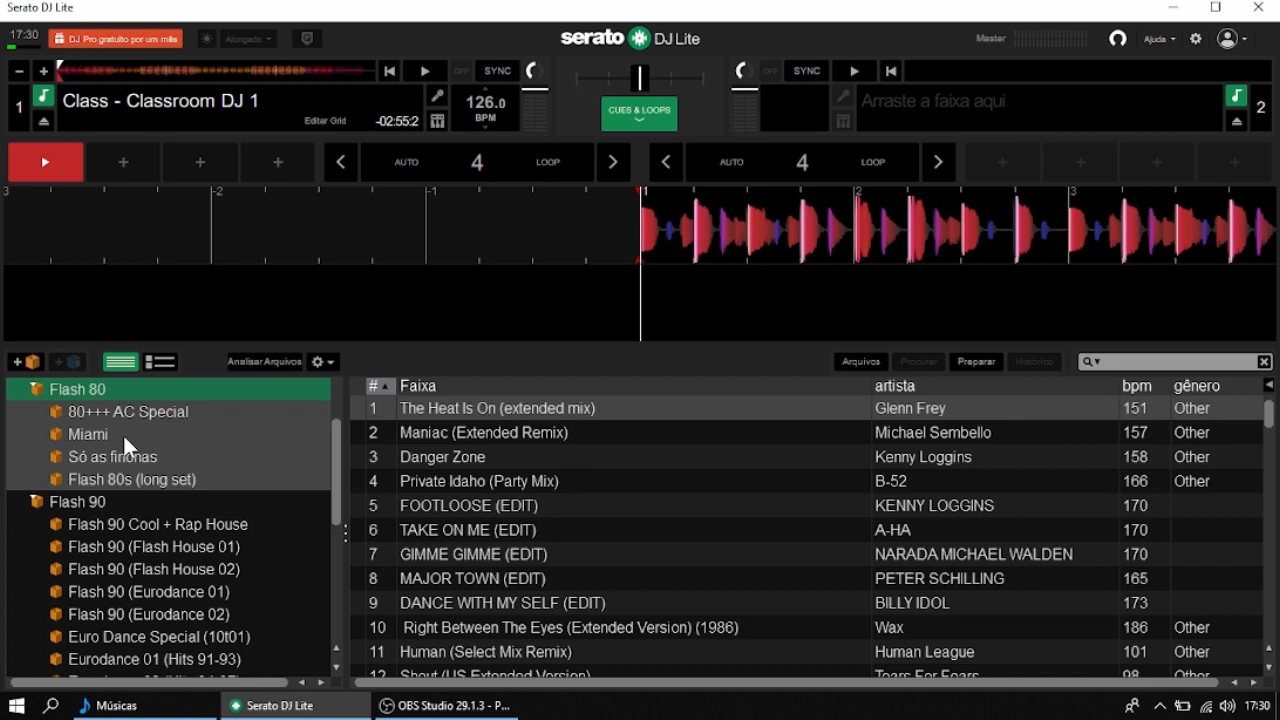 Serato DJ Lite
17:30
DJ Pro gratuito por um mês
Alongado
serato DJ Lite
Master
Ajuda
OFF
SYNC
OFF
SYNC
1
Class - Classroom DJ 1
Editar Grid
-02:55:2
126.0
BPM
CUES & LOOPS
Arraste a faixa aqui
2
AUTO
4
LOOP
AUTO
4
LOOP
3
-2
-1
1
2
3
Analisar Arquivos
Arquivos
Procurar
Preparar
Histórico
Flash 80
80+++ AC Special
Miami
Só as fininhas
Flash 80s (long set)
Flash 90
Flash 90 Cool + Rap House
Flash 90 (Flash House 01)
Flash 90 (Flash House 02)
Flash 90 (Eurodance 01)
Flash 90 (Eurodance 02)
Euro Dance Special (10t01)
Eurodance 01 (Hits 91-93)
# Faixa artista bpm gênero
1 The Heat Is On (extended mix) Glenn Frey 151 Other
2 Maniac (Extended Remix) Michael Sembello 157 Other
3 Danger Zone Kenny Loggins 158 Other
4 Private Idaho (Party Mix) B-52 166 Other
5 FOOTLOOSE (EDIT) KENNY LOGGINS 170
6 TAKE ON ME (EDIT) A-HA 170
7 GIMME GIMME (EDIT) NARADA MICHAEL WALDEN 170
8 MAJOR TOWN (EDIT) PETER SCHILLING 165
9 DANCE WITH MY SELF (EDIT) BILLY IDOL 173
10 Right Between The Eyes (Extended Version) (1986) Wax 186 Other
11 Human (Select Mix Remix) Human League 101 Other
12 Shout (US Extended Version) Tears For Fears 98 Other
Músicas
Serato DJ Lite
OBS Studio 29.1.3 - P...
17:30